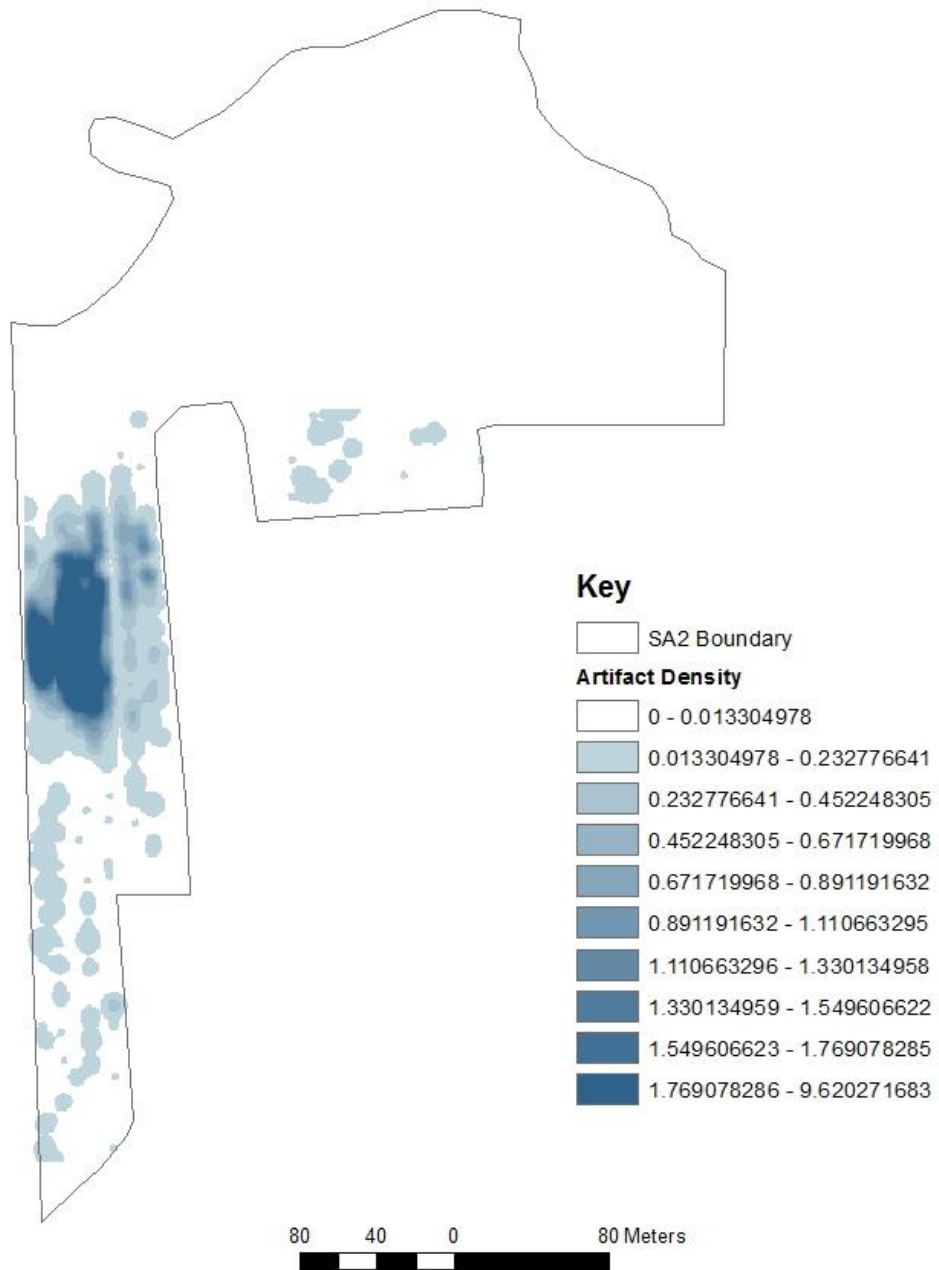 Key
SA2 Boundary
Artifact Density
0 - 0.013304978
0.013304978 - 0.232776641
0.232776641 - 0.452248305
0.452248305 - 0.671719968
0.671719968 - 0.891191632
0.891191632 - 1.110663295
1.110663296 - 1.330134958
1.330134959 - 1.549606622
1.549606623 - 1.769078285
1.769078286 - 9.620271683
80 40 0 80 Meters